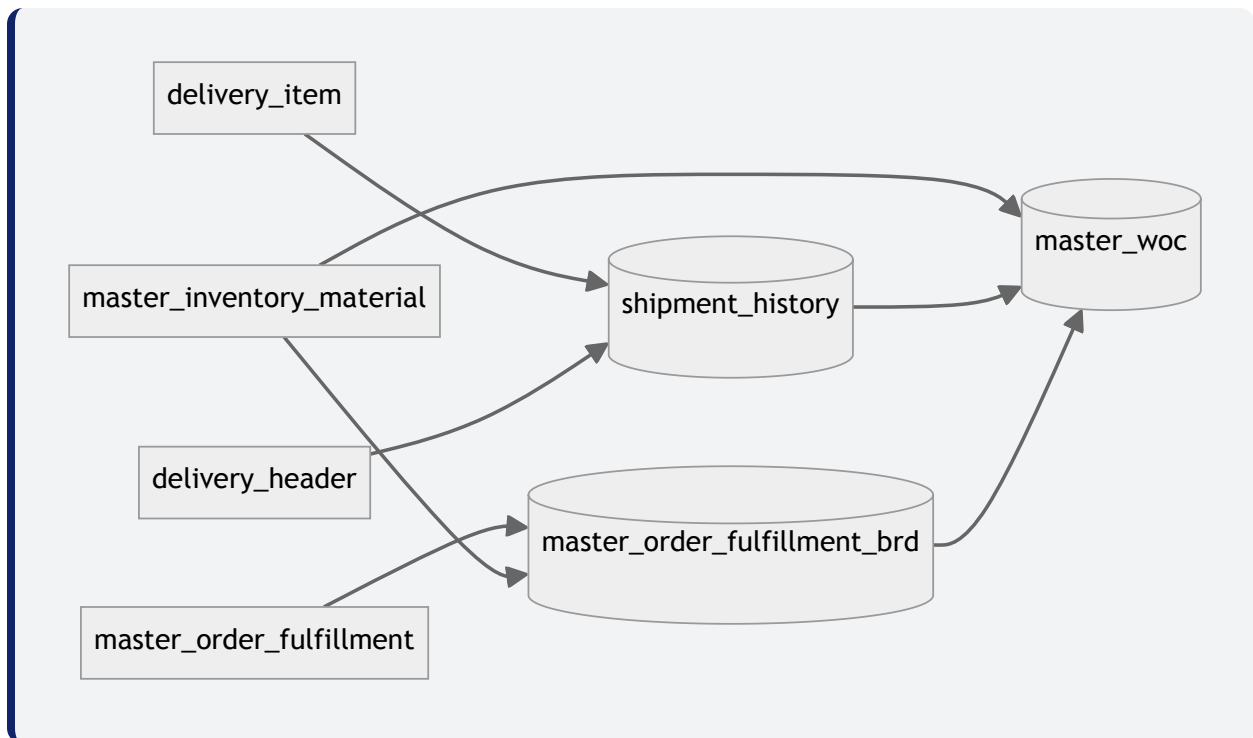 delivery_item
master_inventory_material
delivery_header
master_order_fulfillment
shipment_history
master_order_fulfillment_brd
master_woc